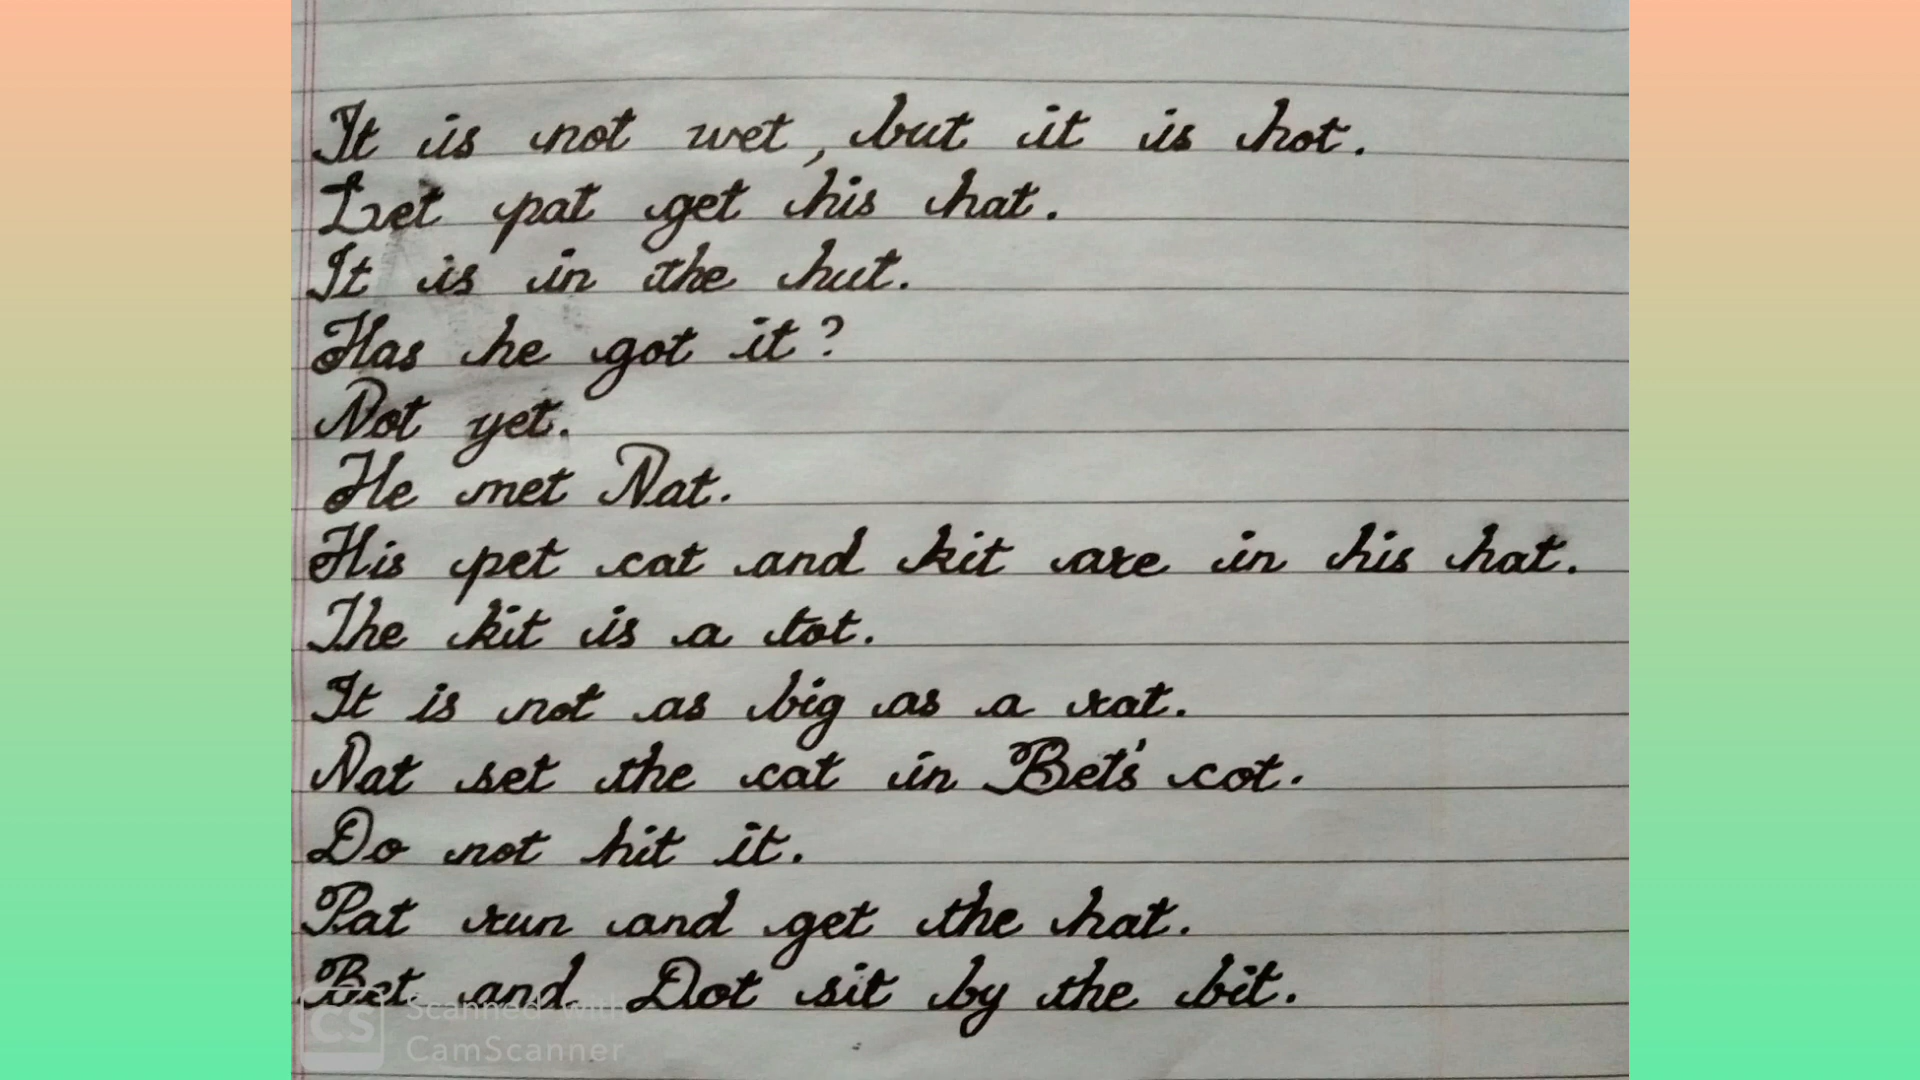 It is not wet, but it is hot.
Let pat get his hat.
It is in the hut.
Has he got it?
Not yet.
He met Nat.
His pet cat and kit are in his hat.
The kit is a tot.
It is not as big as a rat.
Nat set the cat in Bet's cot.
Do not hit it.
Pat run and get the hat.
Bet and Dot sit by the bit.
CS Scanned with
CamScanner